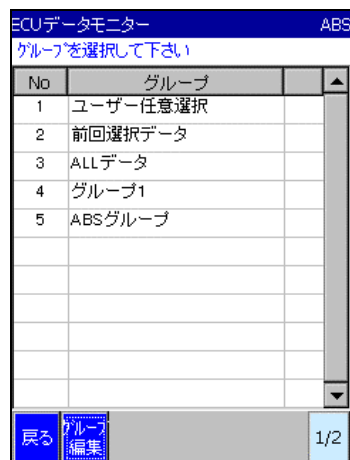 ECUデータモニター ABS
グループを選択して下さい
No グループ
1 ユーザー任意選択
2 前回選択データ
3 ALLデータ
4 グループ1
5 ABSグループ
戻る グループ編集 1/2